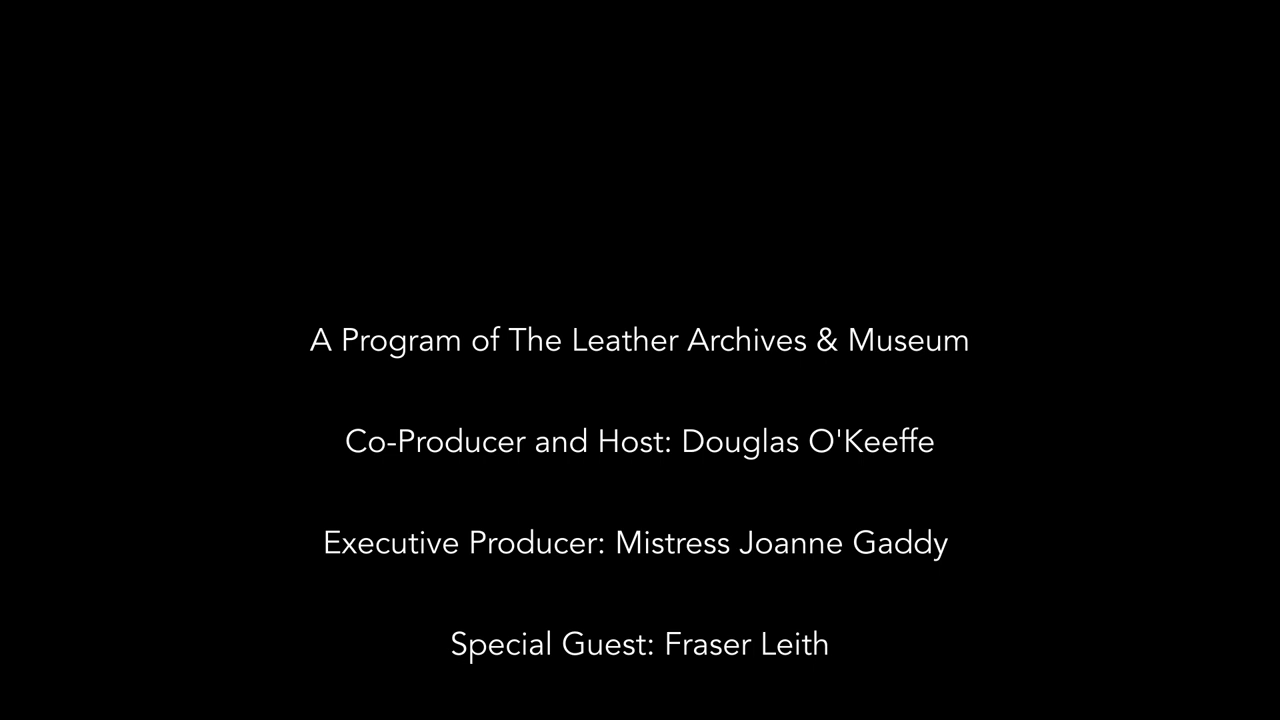 A Program of The Leather Archives & Museum
Co-Producer and Host: Douglas O'Keeffe
Executive Producer: Mistress Joanne Gaddy
Special Guest: Fraser Leith